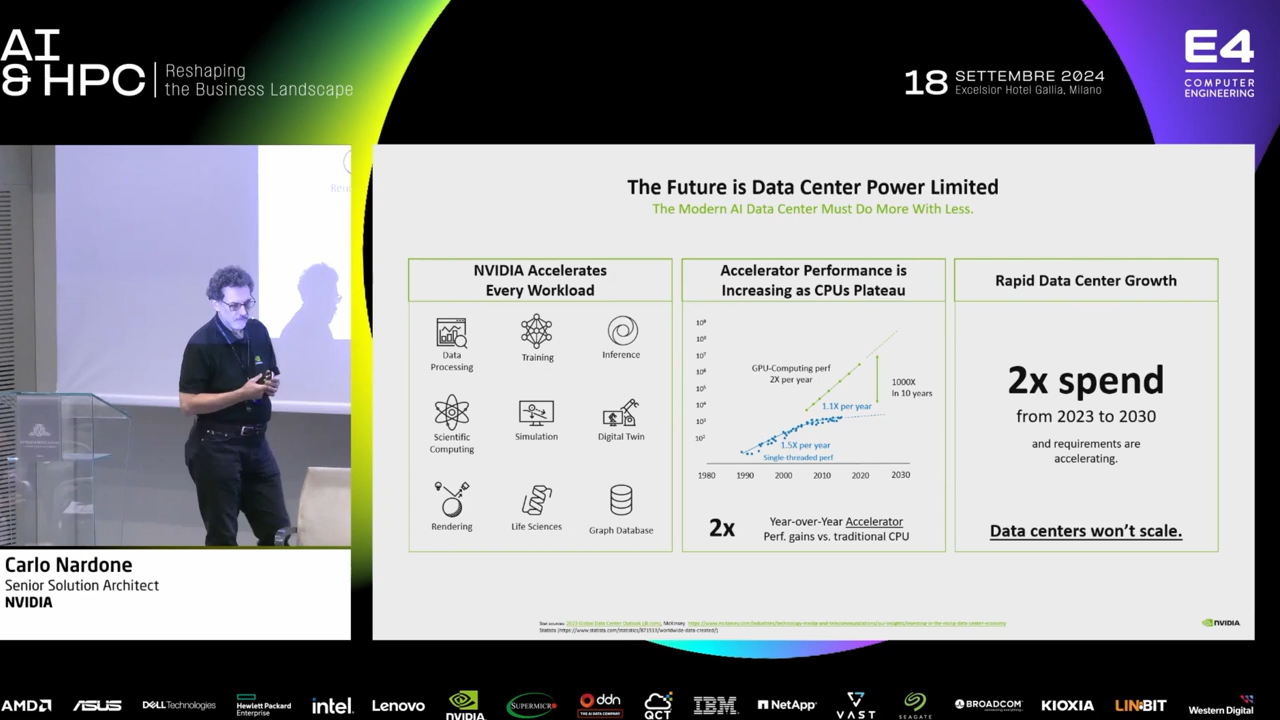 AI
& HPC
Reshaping
the Business Landscape
18 SETTEMBRE 2024
Excelsior Hotel Gallia, Milano
E4
COMPUTER
ENGINEERING
The Future is Data Center Power Limited
The Modern AI Data Center Must Do More With Less.
NVIDIA Accelerates
Every Workload
Data
Processing
Training
Inference
Scientific
Computing
Simulation
Digital Twin
Rendering
Life Sciences
Graph Database
Accelerator Performance is
Increasing as CPUs Plateau
GPU-Computing perf
2X per year
1000X
In 10 years
1.1X per year
1.5X per year
Single-threaded perf
1980 1990 2000 2010 2020 2030
2x
Year-over-Year Accelerator
Perf. gains vs. traditional CPU
Rapid Data Center Growth
2x spend
from 2023 to 2030
and requirements are
accelerating.
Data centers won't scale.
NVIDIA
Carlo Nardone
Senior Solution Architect
NVIDIA
AMD ASUS DELLTechnologies Hewlett Packard Enterprise intel Lenovo NVIDIA SUPERMICRO ddn THE AI DATA COMPANY QCT IBM NetApp VAST SEAGATE BROADCOM KIOXIA LINBIT Western Digital